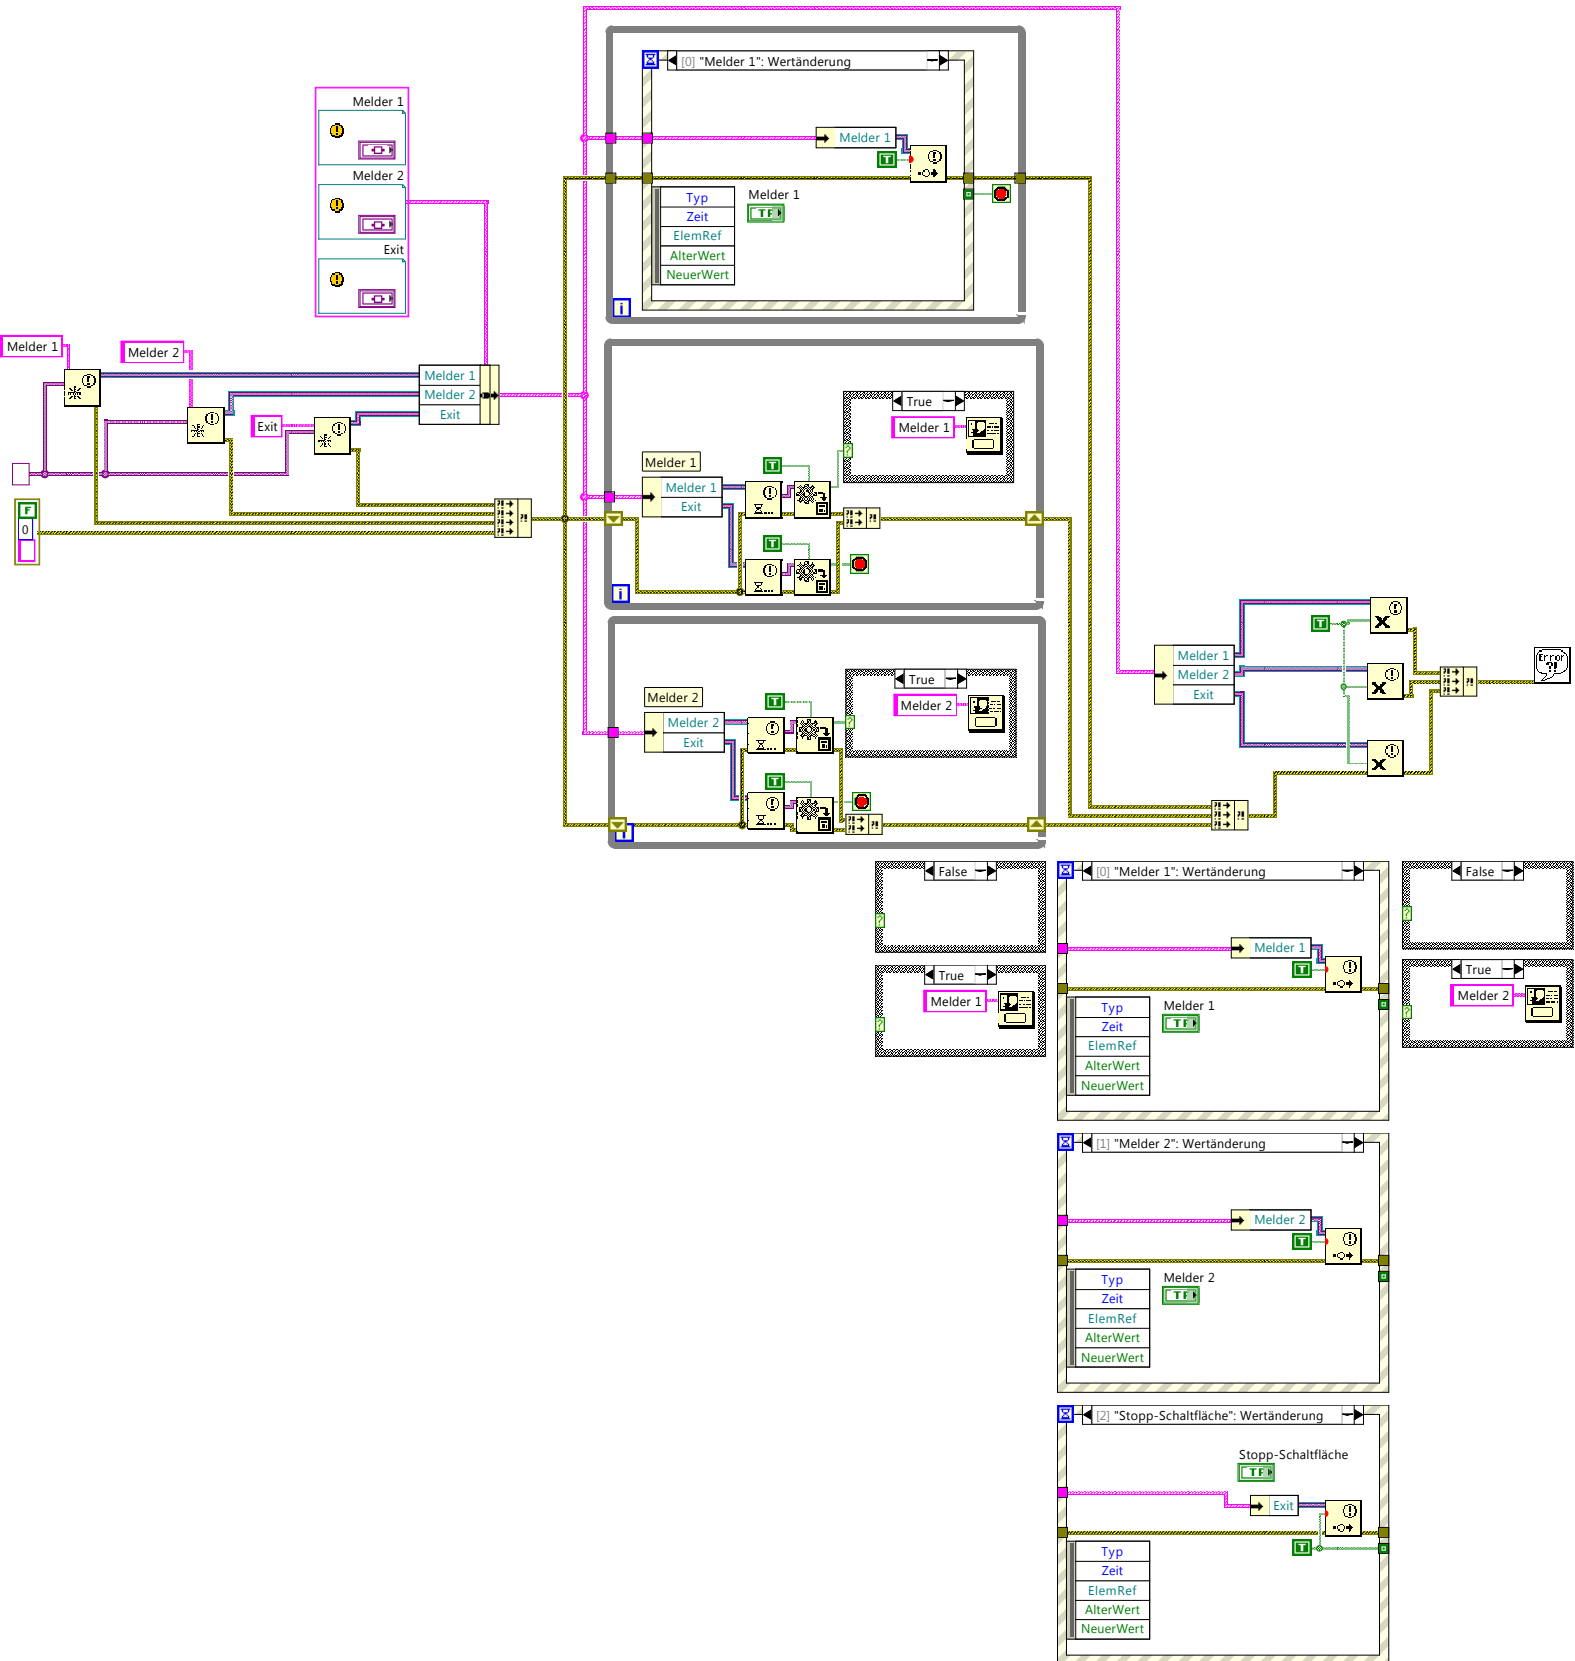 [0] "Melder 1": Wertänderung
Melder 1
T
Typ
Zeit
ElemRef
AlterWert
NeuerWert
Melder 1
TF
i
Melder 1
Melder 2
Exit
Melder 1
Melder 2
Exit
Melder 1
Melder 2
Exit
F
0
True
Melder 1
Melder 1
Melder 1
Exit
T
T
i
True
Melder 2
Melder 2
Melder 2
Exit
T
T
i
T
Melder 1
Melder 2
Exit
Error
?!
False
True
Melder 1
[0] "Melder 1": Wertänderung
Melder 1
T
Typ
Zeit
ElemRef
AlterWert
NeuerWert
Melder 1
TF
False
True
Melder 2
[1] "Melder 2": Wertänderung
Melder 2
T
Typ
Zeit
ElemRef
AlterWert
NeuerWert
Melder 2
TF
[2] "Stopp-Schaltfläche": Wertänderung
Stopp-Schaltfläche
TF
Exit
T
Typ
Zeit
ElemRef
AlterWert
NeuerWert